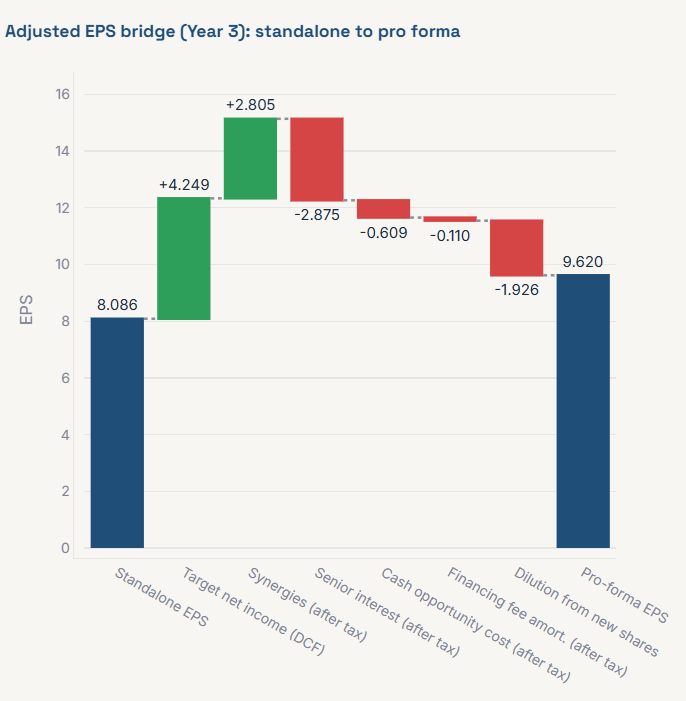 Adjusted EPS bridge (Year 3): standalone to pro forma
EPS
16
14
12
10
8
6
4
2
0
8.086
+4.249
+2.805
-2.875
-0.609
-0.110
-1.926
9.620
Standalone EPS
Target net income (DCF)
Synergies (after tax)
Senior interest (after tax)
Cash opportunity cost (after tax)
Financing fee amort. (after tax)
Dilution from new shares
Pro-forma EPS